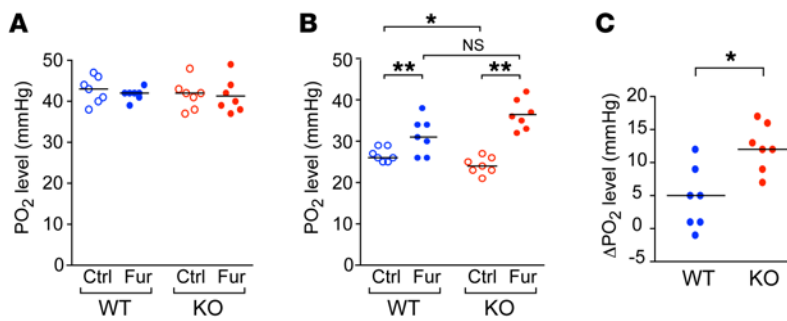 A
PO2 level (mmHg)
50
40
30
20
10
0
Ctrl Fur Ctrl Fur
WT KO
B
PO2 level (mmHg)
50
40
30
20
10
0
*
NS
** **
Ctrl Fur Ctrl Fur
WT KO
C
ΔPO2 level (mmHg)
20
15
10
5
0
-5
*
WT KO